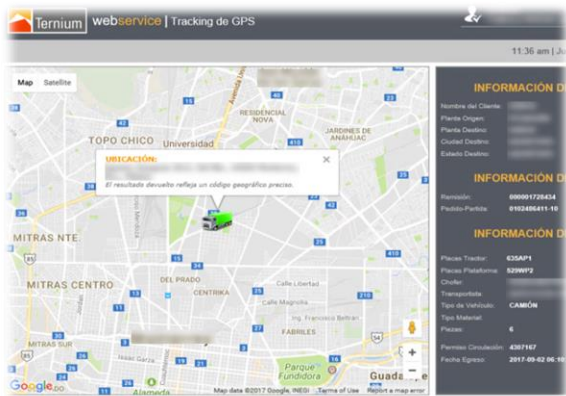 Ternium webservice | Tracking de GPS
11:36 am | Ju
Map Satellite
RESIDENCIAL
NOVA
JARDINES DE
ANÁHUAC
TOPO CHICO
Universidad
UBICACIÓN:
El resultado devuelto refleja un código geográfico preciso.
MITRAS NTE.
MITRAS CENTRO
DEL PRADO
CENTRIKA
Calle Libertad
Calle Magnolia
Ing. Francisco Beltrán
FABRILES
MITRAS SUR
Isaac Garza
Parque
Fundidora
Alameda
Google
Map data ©2017 Google, INEGI
Terms of Use
Report a map error
INFORMACIÓN D
Nombre del Cliente:
Planta Origen:
Planta Destino:
Ciudad Destino:
Estado Destino:
INFORMACIÓN D
Remisión: 000001728434
Pedido-Partida: 0102486411-10
INFORMACIÓN D
Placas Tractor: 635AP1
Placas Plataforma: 529WP2
Chofer:
Transportista:
Tipo de Vehículo: CAMIÓN
Tipo Material:
Piezas: 6
Permiso Circulación: 4307167
Fecha Egreso: 2017-09-02 06:10